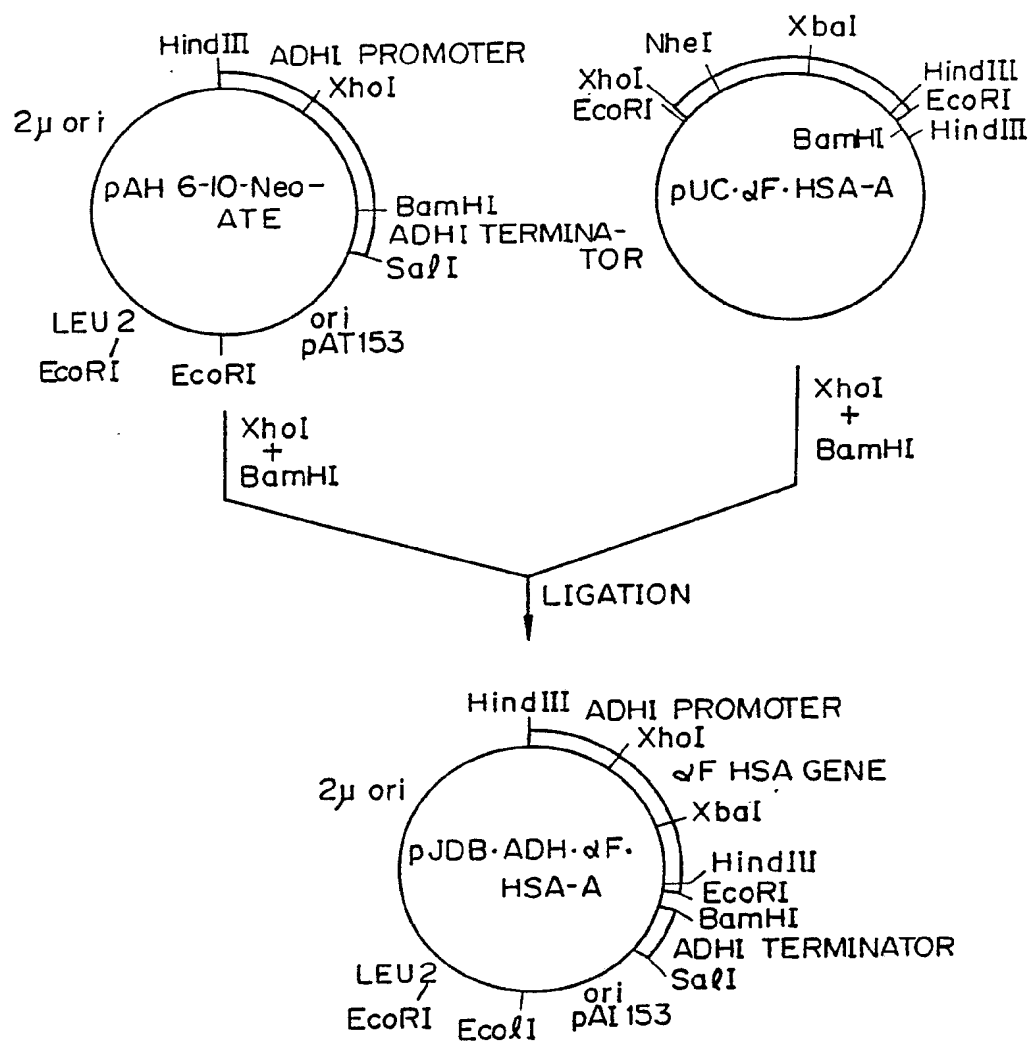 HindIII
ADHI PROMOTER
XhoI
2µ ori
pAH 6-10-Neo-
ATE
BamHI
ADHI TERMINA-
TOR
SalI
ori
pAT153
LEU2
EcoRI
EcoRI
XbaI
NheI
XhoI
EcoRI
HindIII
EcoRI
BamHI
HindIII
pUC·αF·HSA-A
XhoI
+
BamHI
XhoI
+
BamHI
LIGATION
HindIII
ADHI PROMOTER
XhoI
αF HSA GENE
2µ ori
XbaI
pJDB·ADH·αF·
HSA-A
HindIII
EcoRI
BamHI
ADHI TERMINATOR
SalI
LEU2
EcoRI
EcolI
ori
pAI 153